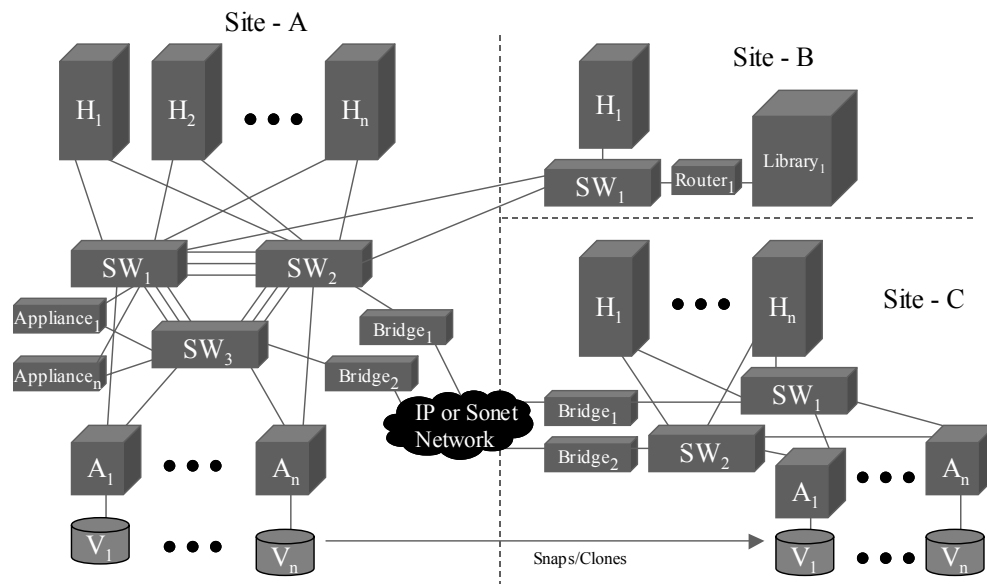 Site - A
H1
H2
Hn
SW1
SW2
Appliance1
SW3
Appliancen
Bridge1
Bridge2
IP or Sonet
Network
A1
An
V1
Vn
Snaps/Clones
Site - B
H1
SW1
Router1
Library1
Site - C
H1
Hn
SW1
Bridge1
SW2
Bridge2
A1
An
V1
Vn